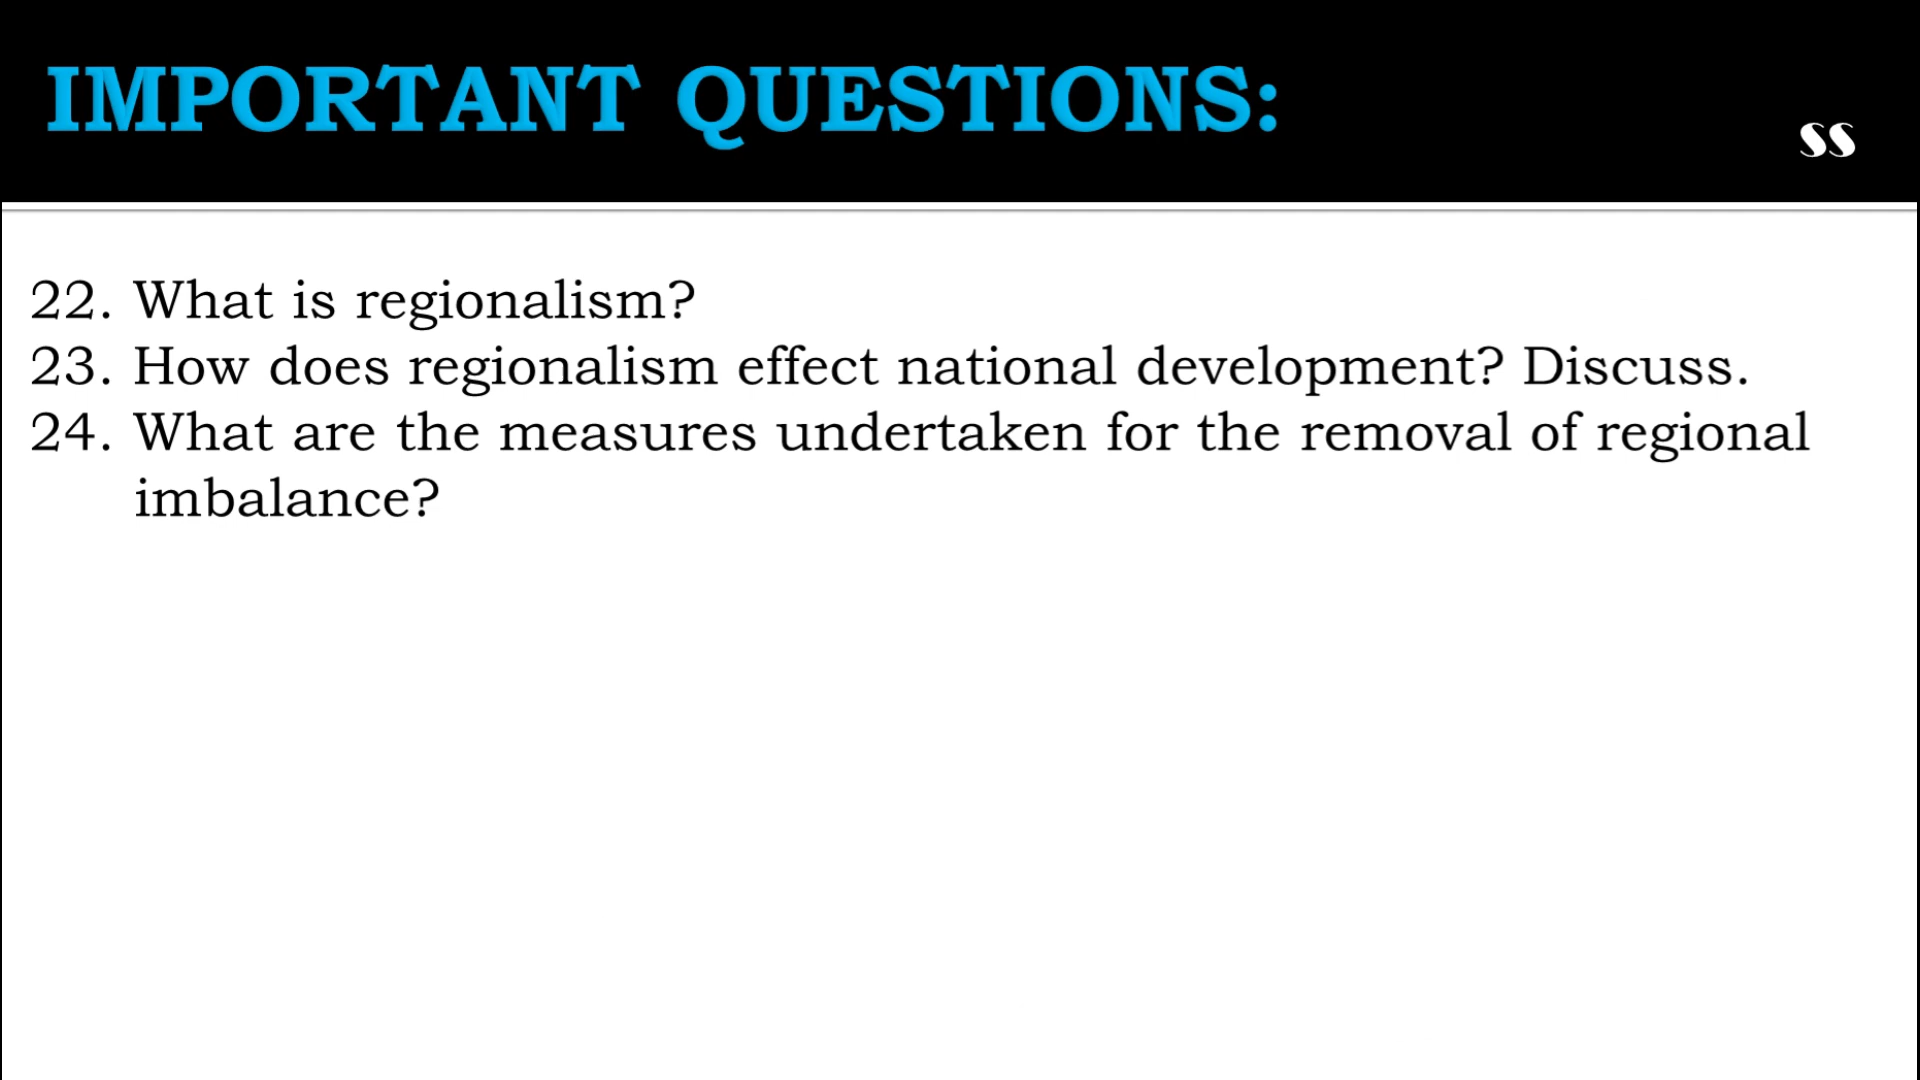 IMPORTANT QUESTIONS:
SS
22. What is regionalism?
23. How does regionalism effect national development? Discuss.
24. What are the measures undertaken for the removal of regional
imbalance?